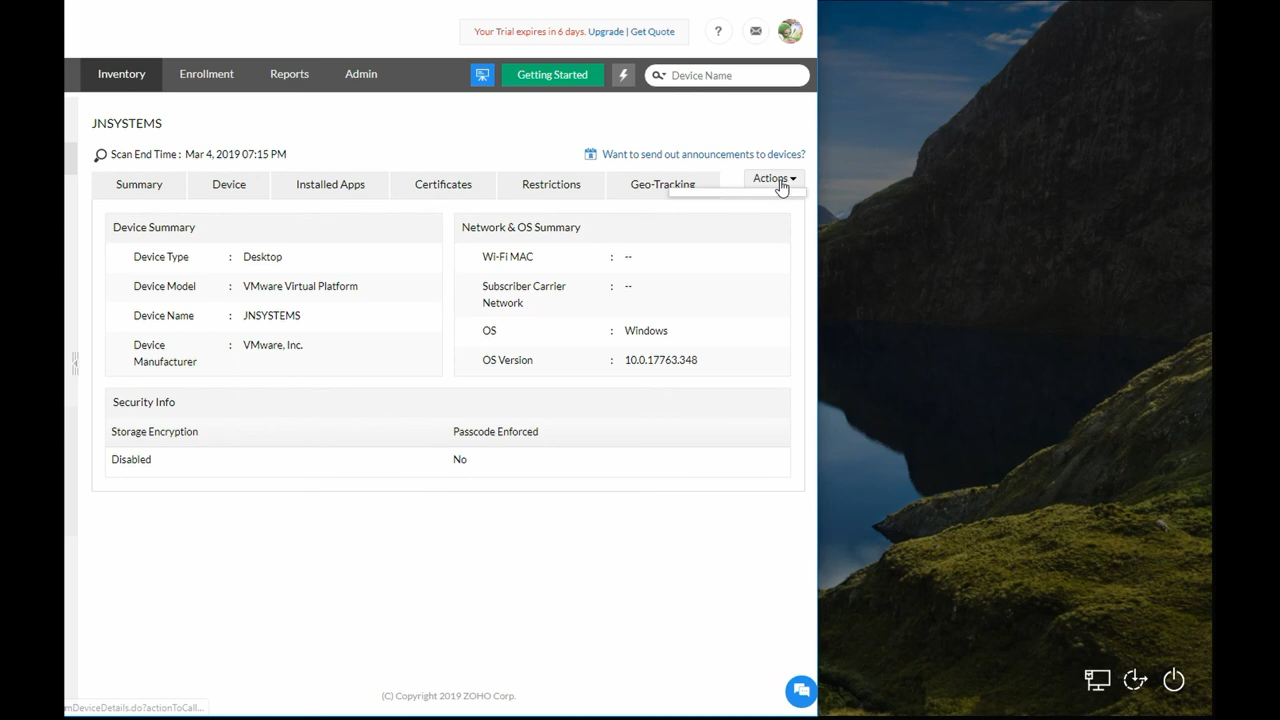 Your Trial expires in 6 days. Upgrade | Get Quote
?
Inventory Enrollment Reports Admin Getting Started Device Name
JNSYSTEMS
Scan End Time : Mar 4, 2019 07:15 PM
Want to send out announcements to devices?
Summary Device Installed Apps Certificates Restrictions Geo-Tracking Actions
Device Summary
Device Type : Desktop
Device Model : VMware Virtual Platform
Device Name : JNSYSTEMS
Device
Manufacturer : VMware, Inc.
Network & OS Summary
Wi-Fi MAC : --
Subscriber Carrier
Network : --
OS : Windows
OS Version : 10.0.17763.348
Security Info
Storage Encryption Passcode Enforced
Disabled No
(C) Copyright 2019 ZOHO Corp.
mDeviceDetails.do?actionToCall...